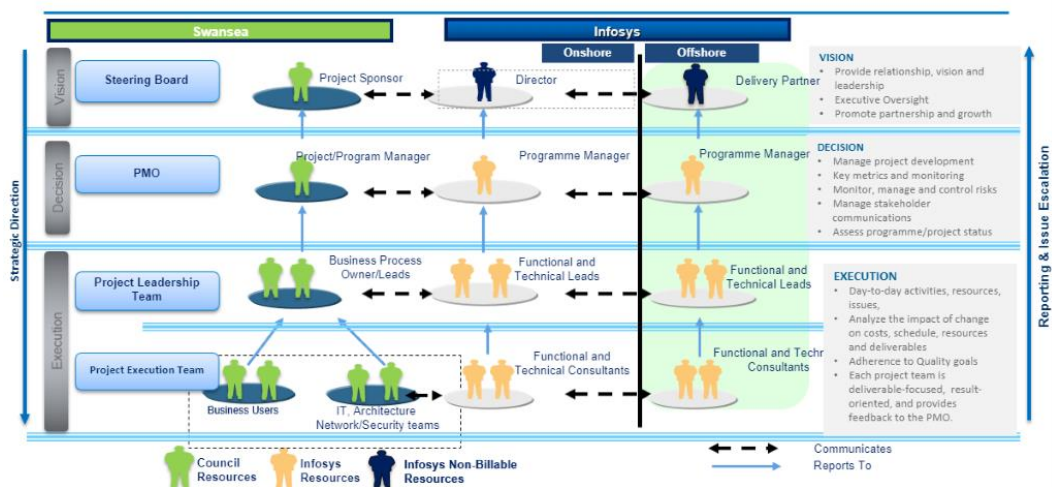 Swansea
Infosys
Onshore
Offshore
Strategic Direction
Reporting & Issue Escalation
Vision
Steering Board
Project Sponsor
Director
Delivery Partner
VISION
• Provide relationship, vision and
leadership
• Executive Oversight
• Promote partnership and growth
Decision
PMO
Project/Program Manager
Programme Manager
Programme Manager
DECISION
• Manage project development
• Key metrics and monitoring
• Monitor, manage and control risks
• Manage stakeholder
communications
• Assess programme/project status
Execution
Project Leadership
Team
Business Process
Owner/Leads
Functional and
Technical Leads
Functional and
Technical Leads
EXECUTION
• Day-to-day activities, resources,
issues,
• Analyze the impact of change
on costs, schedule, resources
and deliverables
• Adherence to Quality goals
• Each project team is
deliverable-focused, result-
oriented, and provides
feedback to the PMO.
Project Execution Team
Business Users
IT, Architecture
Network/Security teams
Functional and
Technical Consultants
Functional and Techr
Consultants
Council
Resources
Infosys
Resources
Infosys Non-Billable
Resources
Communicates
Reports To